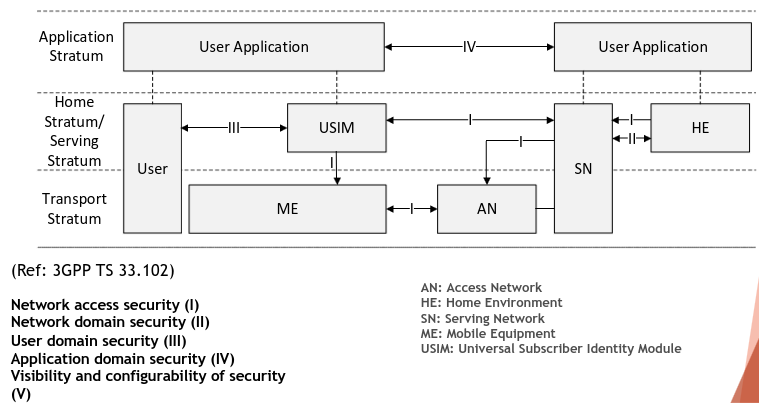 Application
Stratum
User Application
IV
User Application
Home
Stratum/
Serving
Stratum
User
III
USIM
I
I
I
SN
I
II
HE
Transport
Stratum
ME
I
AN
(Ref: 3GPP TS 33.102)
Network access security (I)
Network domain security (II)
User domain security (III)
Application domain security (IV)
Visibility and configurability of security
(V)
AN: Access Network
HE: Home Environment
SN: Serving Network
ME: Mobile Equipment
USIM: Universal Subscriber Identity Module